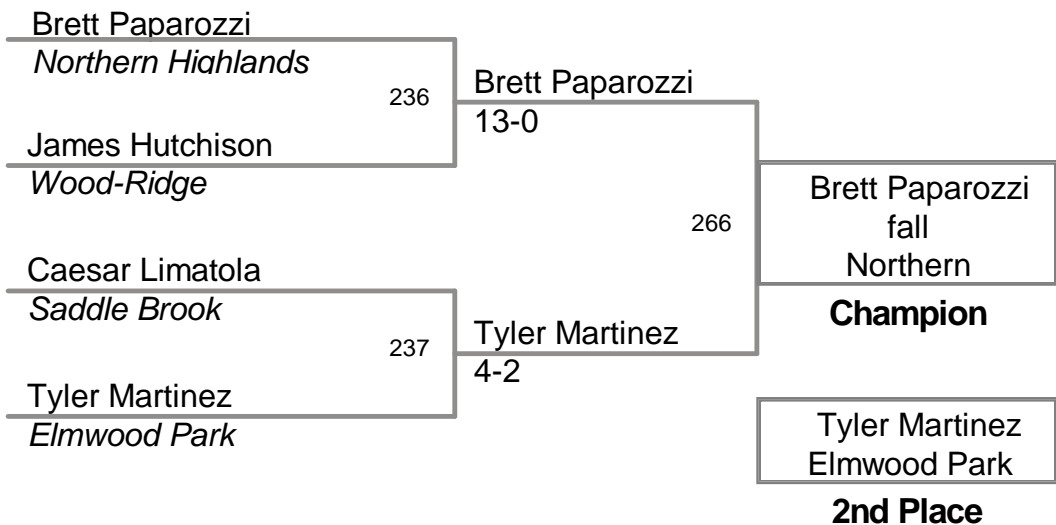 Brett Paparozzi
Northern Highlands
236
Brett Paparozzi
13-0
James Hutchison
Wood-Ridge
Brett Paparozzi
fall
Northern
266
Champion
Caesar Limatola
Saddle Brook
237
Tyler Martinez
4-2
Tyler Martinez
Elmwood Park
Tyler Martinez
Elmwood Park
2nd Place